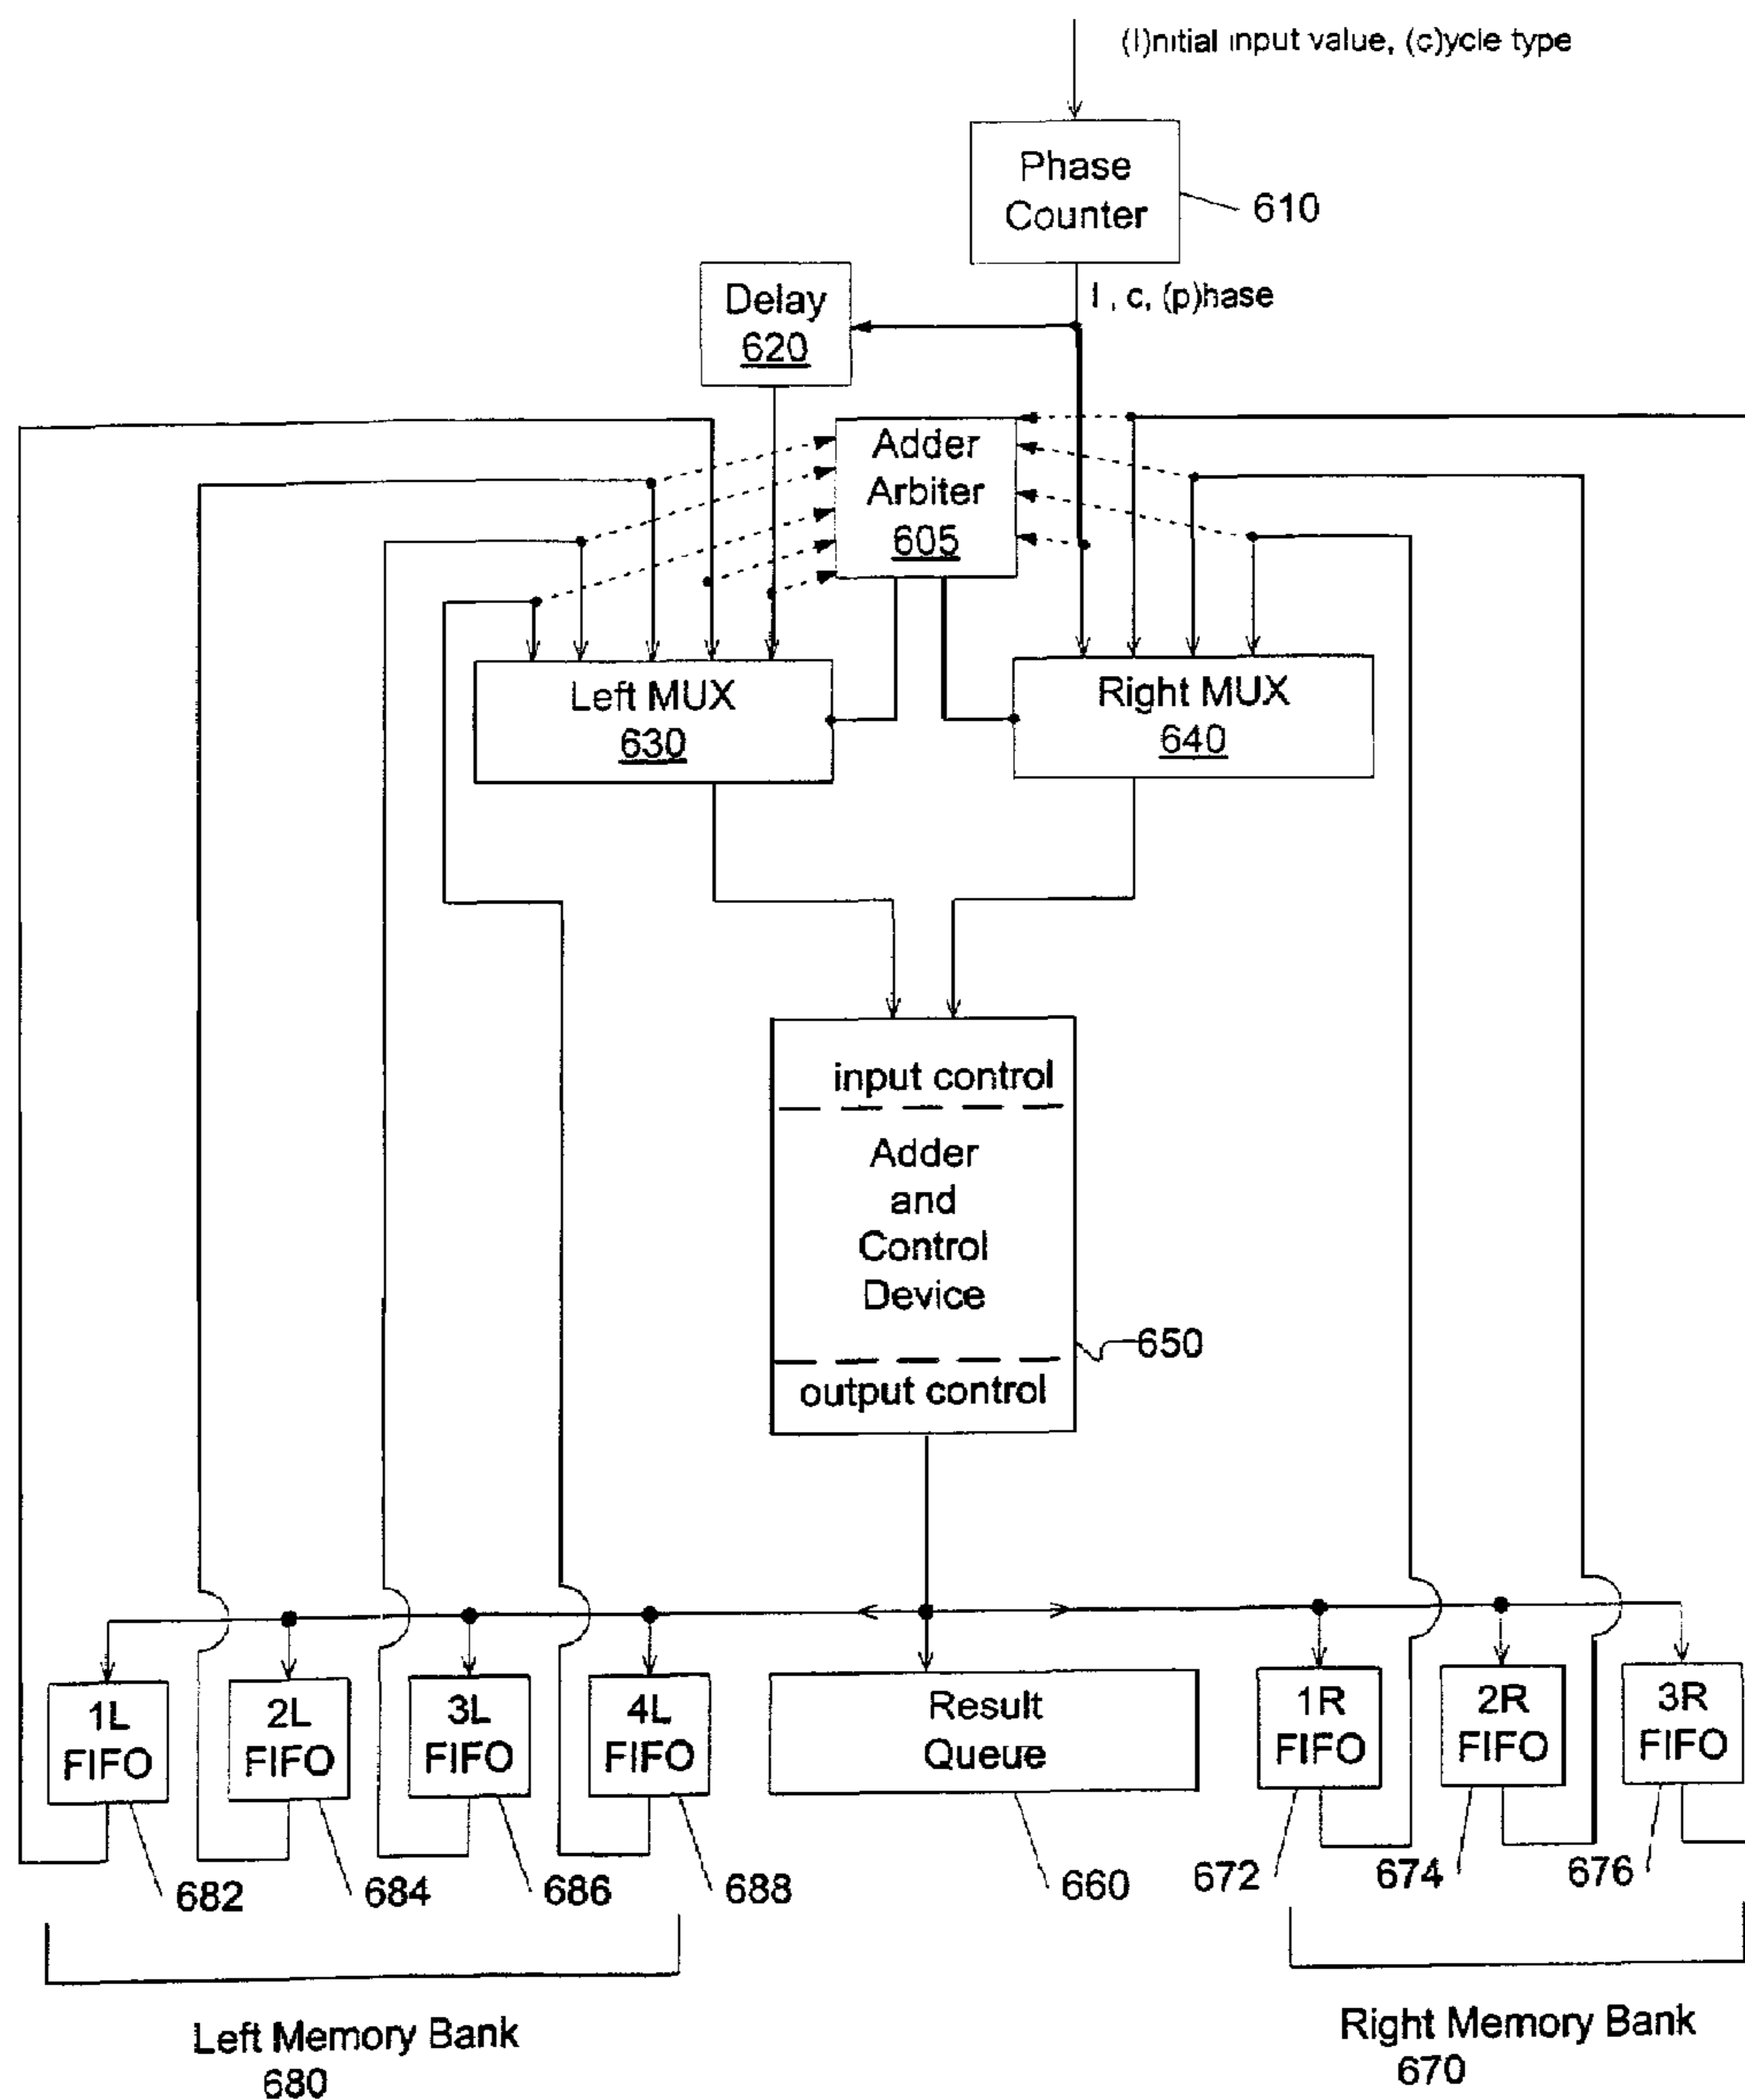 (I)nitial input value, (c)ycle type
Phase
Counter
610
I , c, (p)hase
Delay
620
Adder
Arbiter
605
Left MUX
630
Right MUX
640
input control
Adder
and
Control
Device
650
output control
1L
FIFO
2L
FIFO
3L
FIFO
4L
FIFO
Result
Queue
1R
FIFO
2R
FIFO
3R
FIFO
682
684
686
688
660
672
674
676
Left Memory Bank
680
Right Memory Bank
670